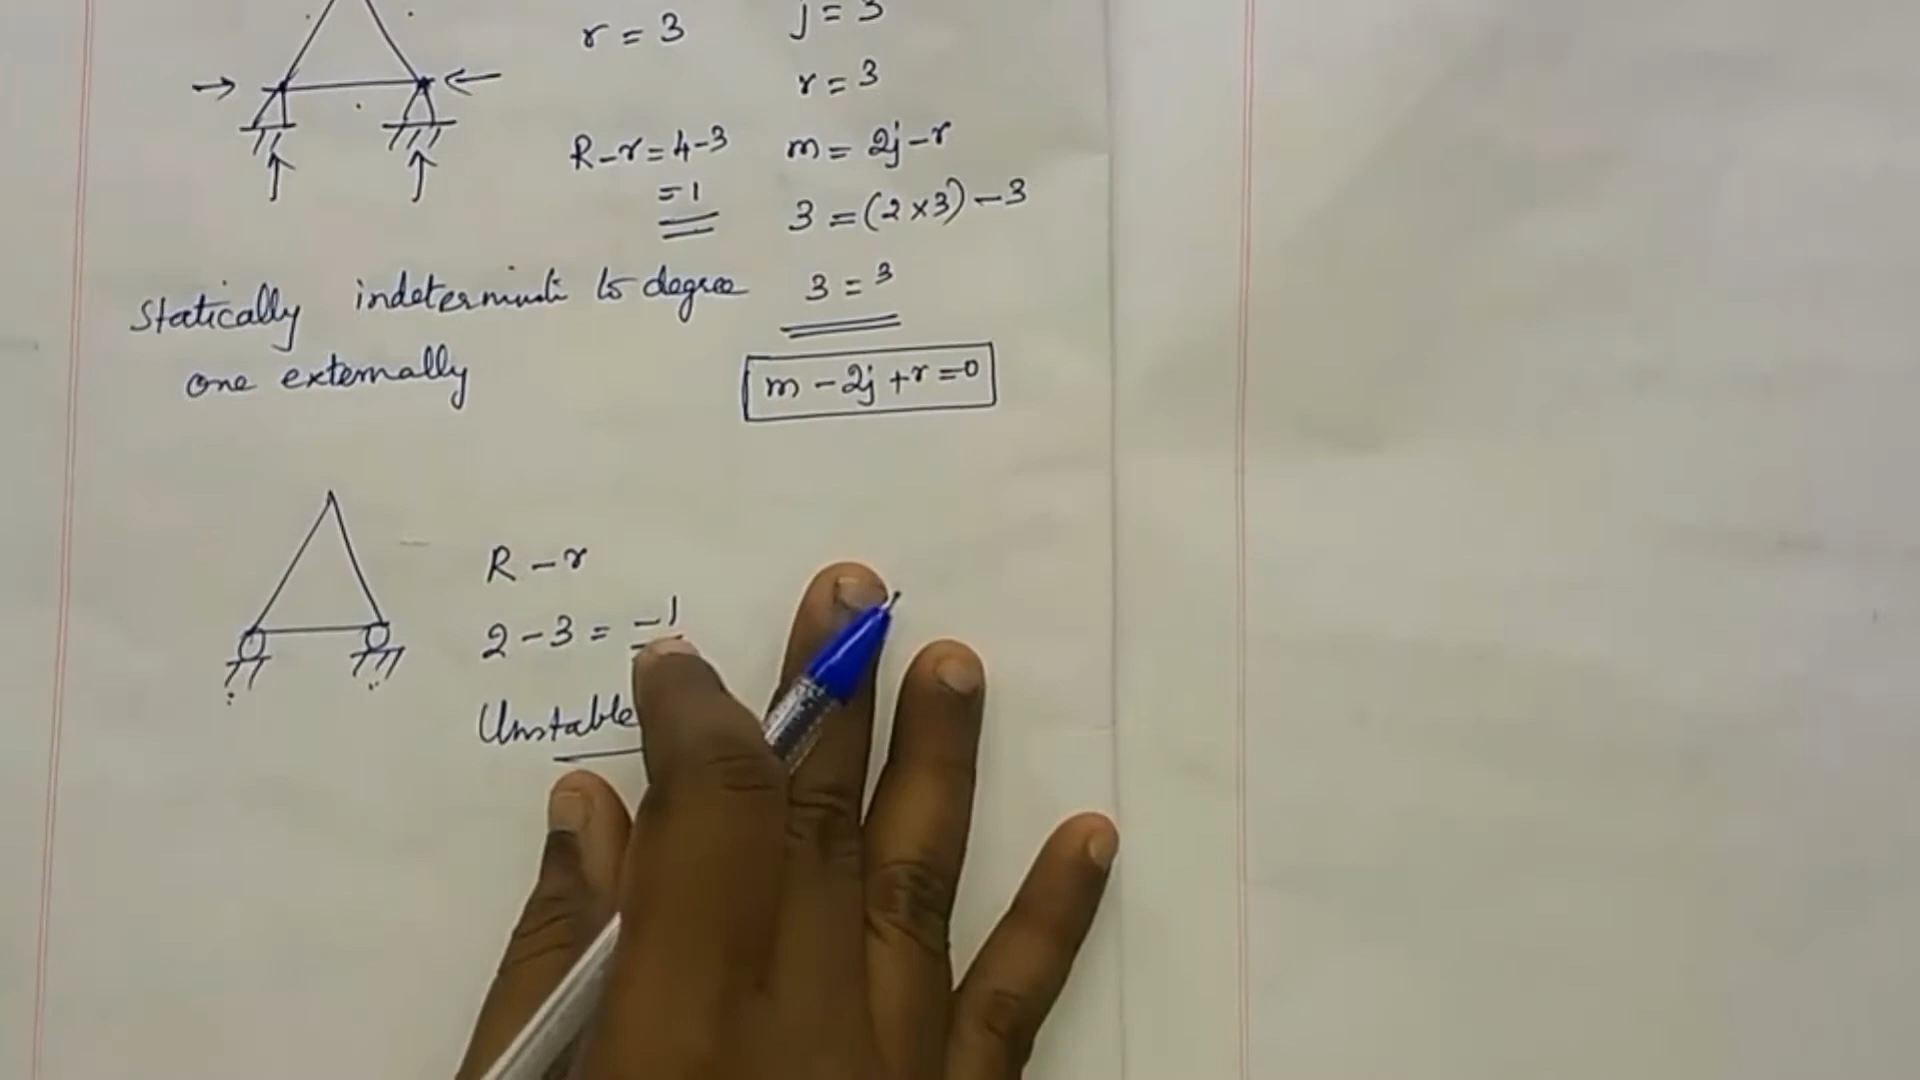 r = 3
j = 3
r = 3
R - r = 4-3
= 1
m = 2j - r
3 = (2 × 3) - 3
3 = 3
Statically indeterminate to degree
one externally
m - 2j + r = 0
R - r
2 - 3 = -1
Unstable